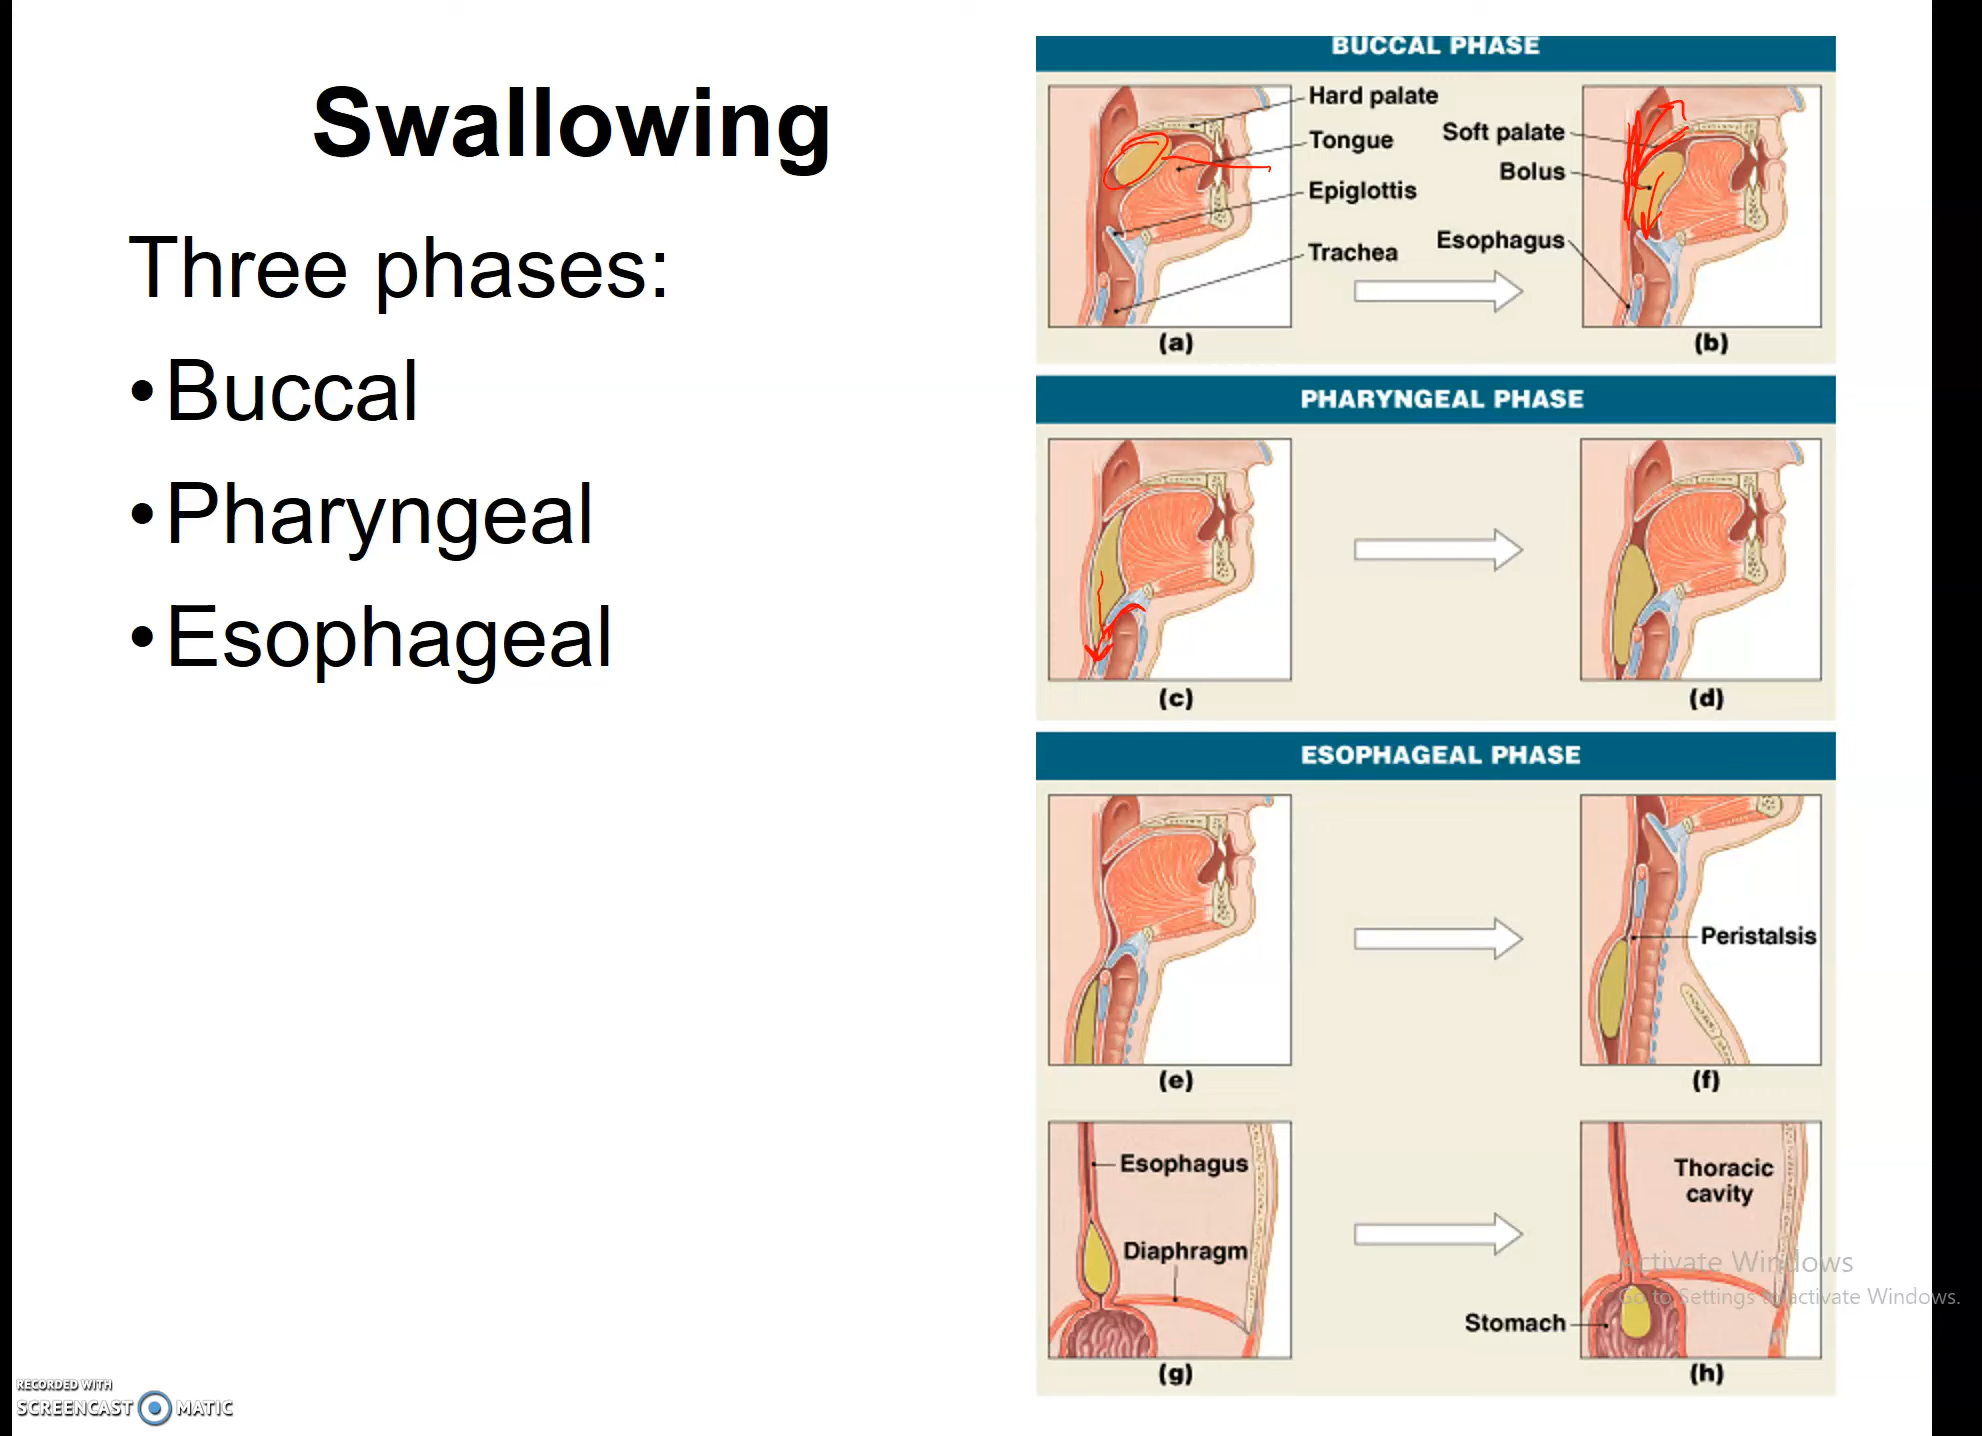 Swallowing
Three phases:
•Buccal
•Pharyngeal
•Esophageal
BUCCAL PHASE
Hard palate
Tongue
Epiglottis
Trachea
Soft palate
Bolus
Esophagus
(a)
(b)
PHARYNGEAL PHASE
(c)
(d)
ESOPHAGEAL PHASE
Peristalsis
(e)
(f)
Esophagus
Diaphragm
Thoracic
cavity
Stomach
(g)
(h)
Activate Windows
Go to Settings to activate Windows.
RECORDED WITH
SCREENCAST MATIC